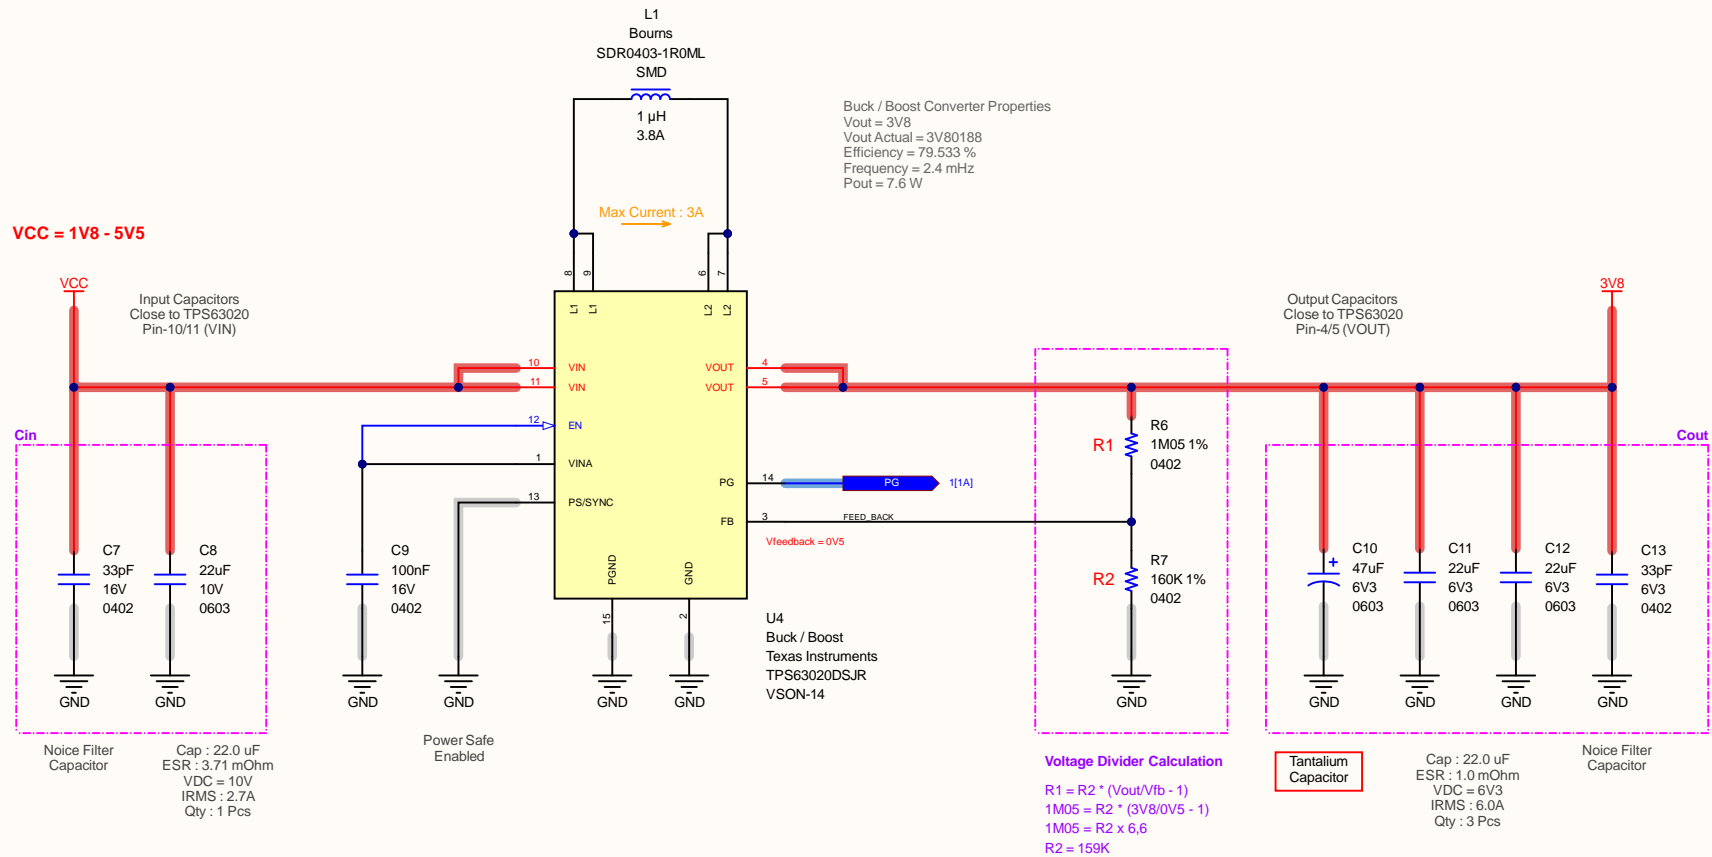 L1
Bourns
SDR0403-1R0ML
SMD
1 µH
3.8A
Buck / Boost Converter Properties
Vout = 3V8
Vout Actual = 3V80188
Efficiency = 79.533 %
Frequency = 2.4 mHz
Pout = 7.6 W
Max Current : 3A
VCC = 1V8 - 5V5
VCC
Input Capacitors
Close to TPS63020
Pin-10/11 (VIN)
8
9
6
7
L1
L1
L2
L2
Output Capacitors
Close to TPS63020
Pin-4/5 (VOUT)
3V8
10
VIN
11
VIN
12
EN
1
VINA
13
PS/SYNC
VOUT
4
VOUT
5
PG
14
PG
1[1A]
FB
3
FEED_BACK
Vfeedback = 0V5
PGND
15
GND
2
Cin
C7
33pF
16V
0402
C8
22uF
10V
0603
C9
100nF
16V
0402
R1
R6
1M05 1%
0402
R2
R7
160K 1%
0402
Cout
C10
+
47uF
6V3
0603
C11
22uF
6V3
0603
C12
22uF
6V3
0603
C13
33pF
6V3
0402
U4
Buck / Boost
Texas Instruments
TPS63020DSJR
VSON-14
GND
GND
GND
GND
GND
GND
GND
GND
GND
GND
GND
Noice Filter
Capacitor
Cap : 22.0 uF
ESR : 3.71 mOhm
VDC = 10V
IRMS : 2.7A
Qty : 1 Pcs
Power Safe
Enabled
Voltage Divider Calculation
R1 = R2 * (Vout/Vfb - 1)
1M05 = R2 * (3V8/0V5 - 1)
1M05 = R2 x 6,6
R2 = 159K
Tantalium
Capacitor
Cap : 22.0 uF
ESR : 1.0 mOhm
VDC = 6V3
IRMS : 6.0A
Qty : 3 Pcs
Noice Filter
Capacitor